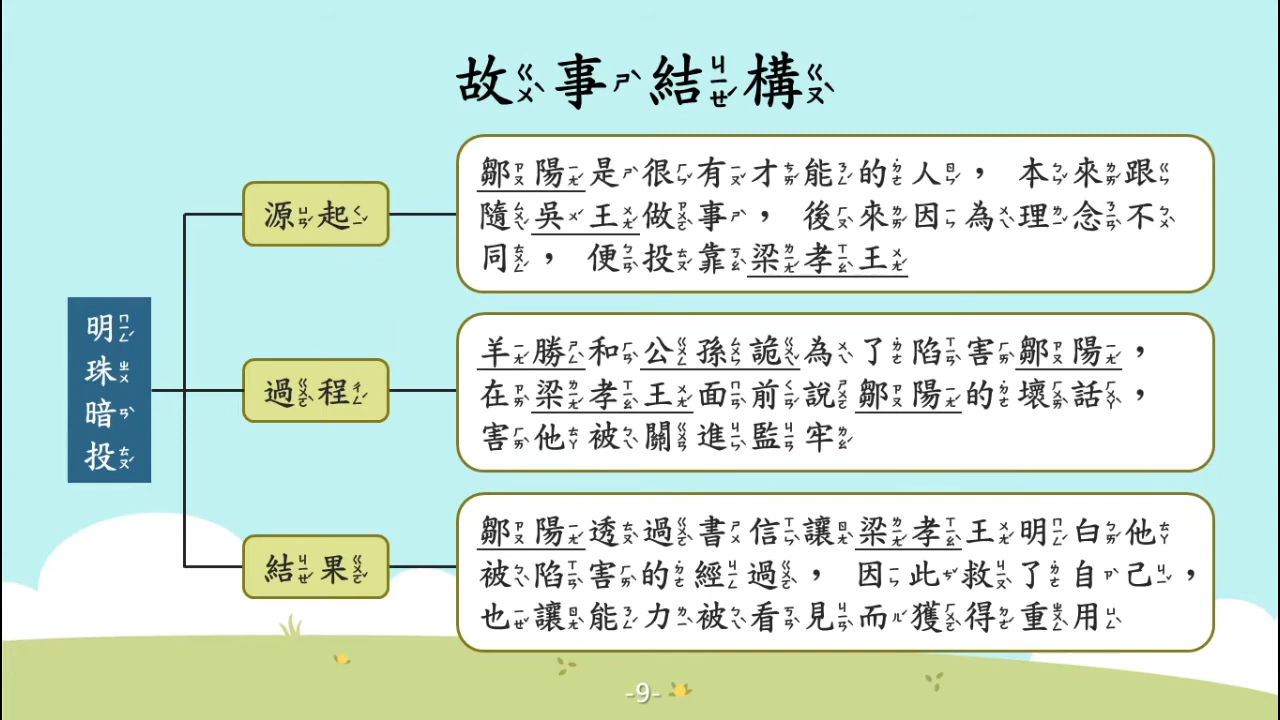 故事結構
明珠暗投
源起
鄒陽是很有才能的人，本來跟
隨吳王做事，後來因為理念不
同，便投靠梁孝王
過程
羊勝和公孫詭為了陷害鄒陽，
在梁孝王面前說鄒陽的壞話，
害他被關進監牢
結果
鄒陽透過書信讓梁孝王明白他
被陷害的經過，因此救了自己，
也讓能力被看見而獲得重用
-9-